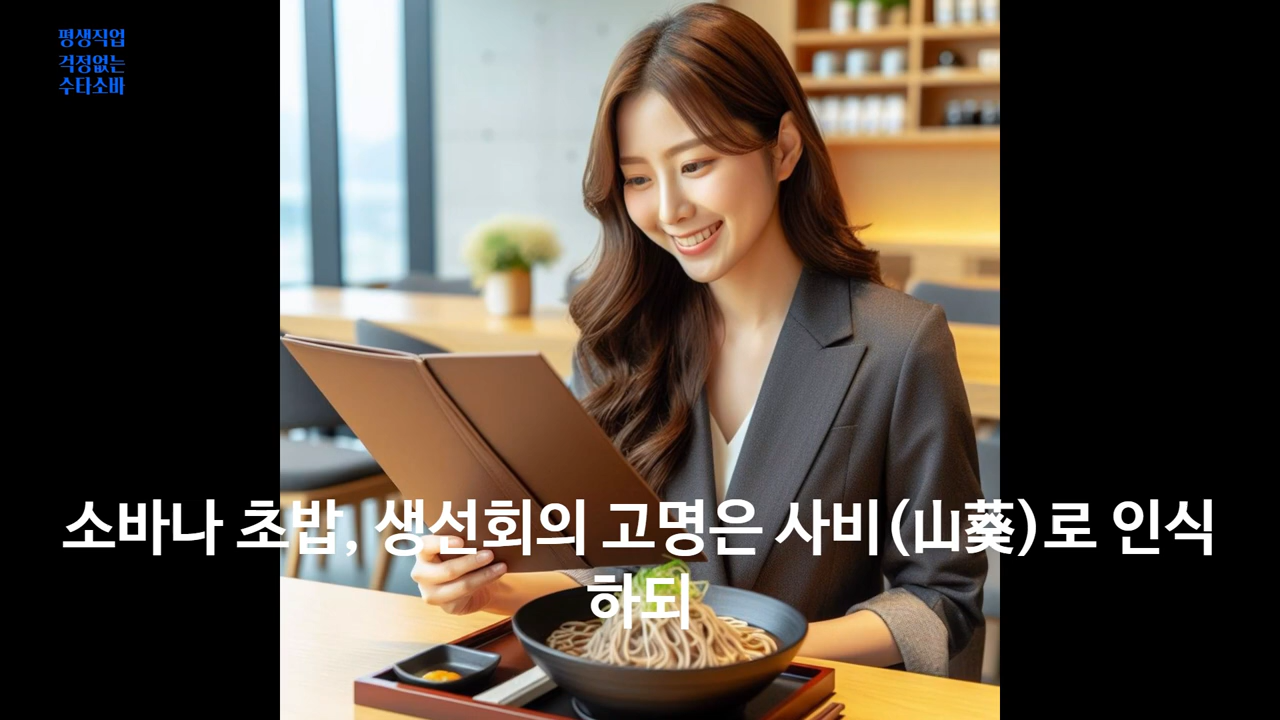 평생직업
걱정없는
수타소바
소바나 초밥, 생선회의 고명은 사비(山葵)로 인식
하되